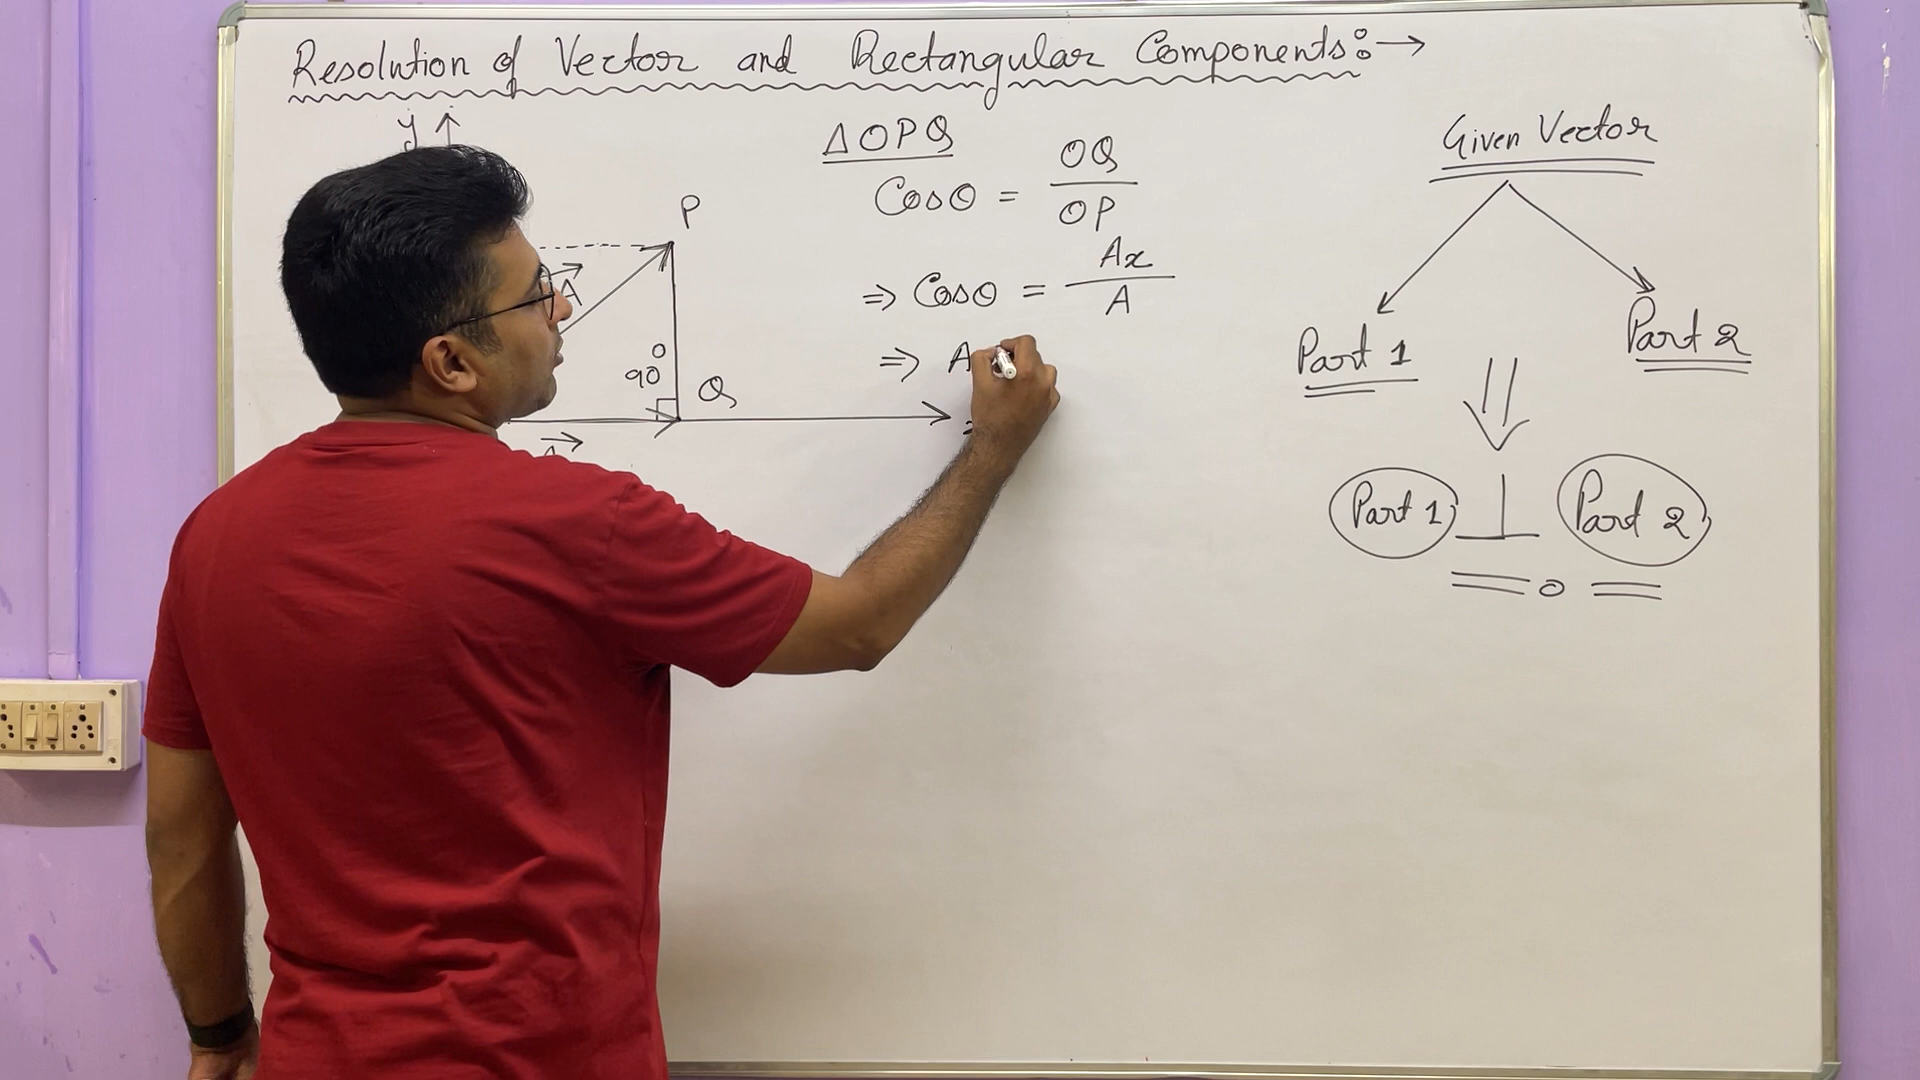 Resolution of Vector and Rectangular Components:→
y
P
A
90°
Q
ΔOPQ
Cosθ = OQ / OP
⇒ Cosθ = Ax / A
⇒ A
Given Vector
Part 1
Part 2
Part 1 ⊥ Part 2